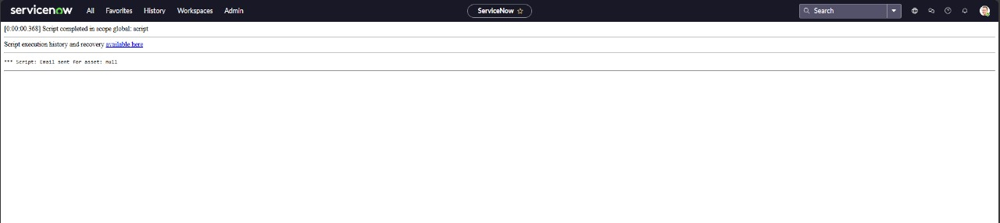 servicenow All Favorites History Workspaces Admin ServiceNow Search
[0:00:00.368] Script completed in scope global: script
Script execution history and recovery available here
*** Script: Email sent for asset: null